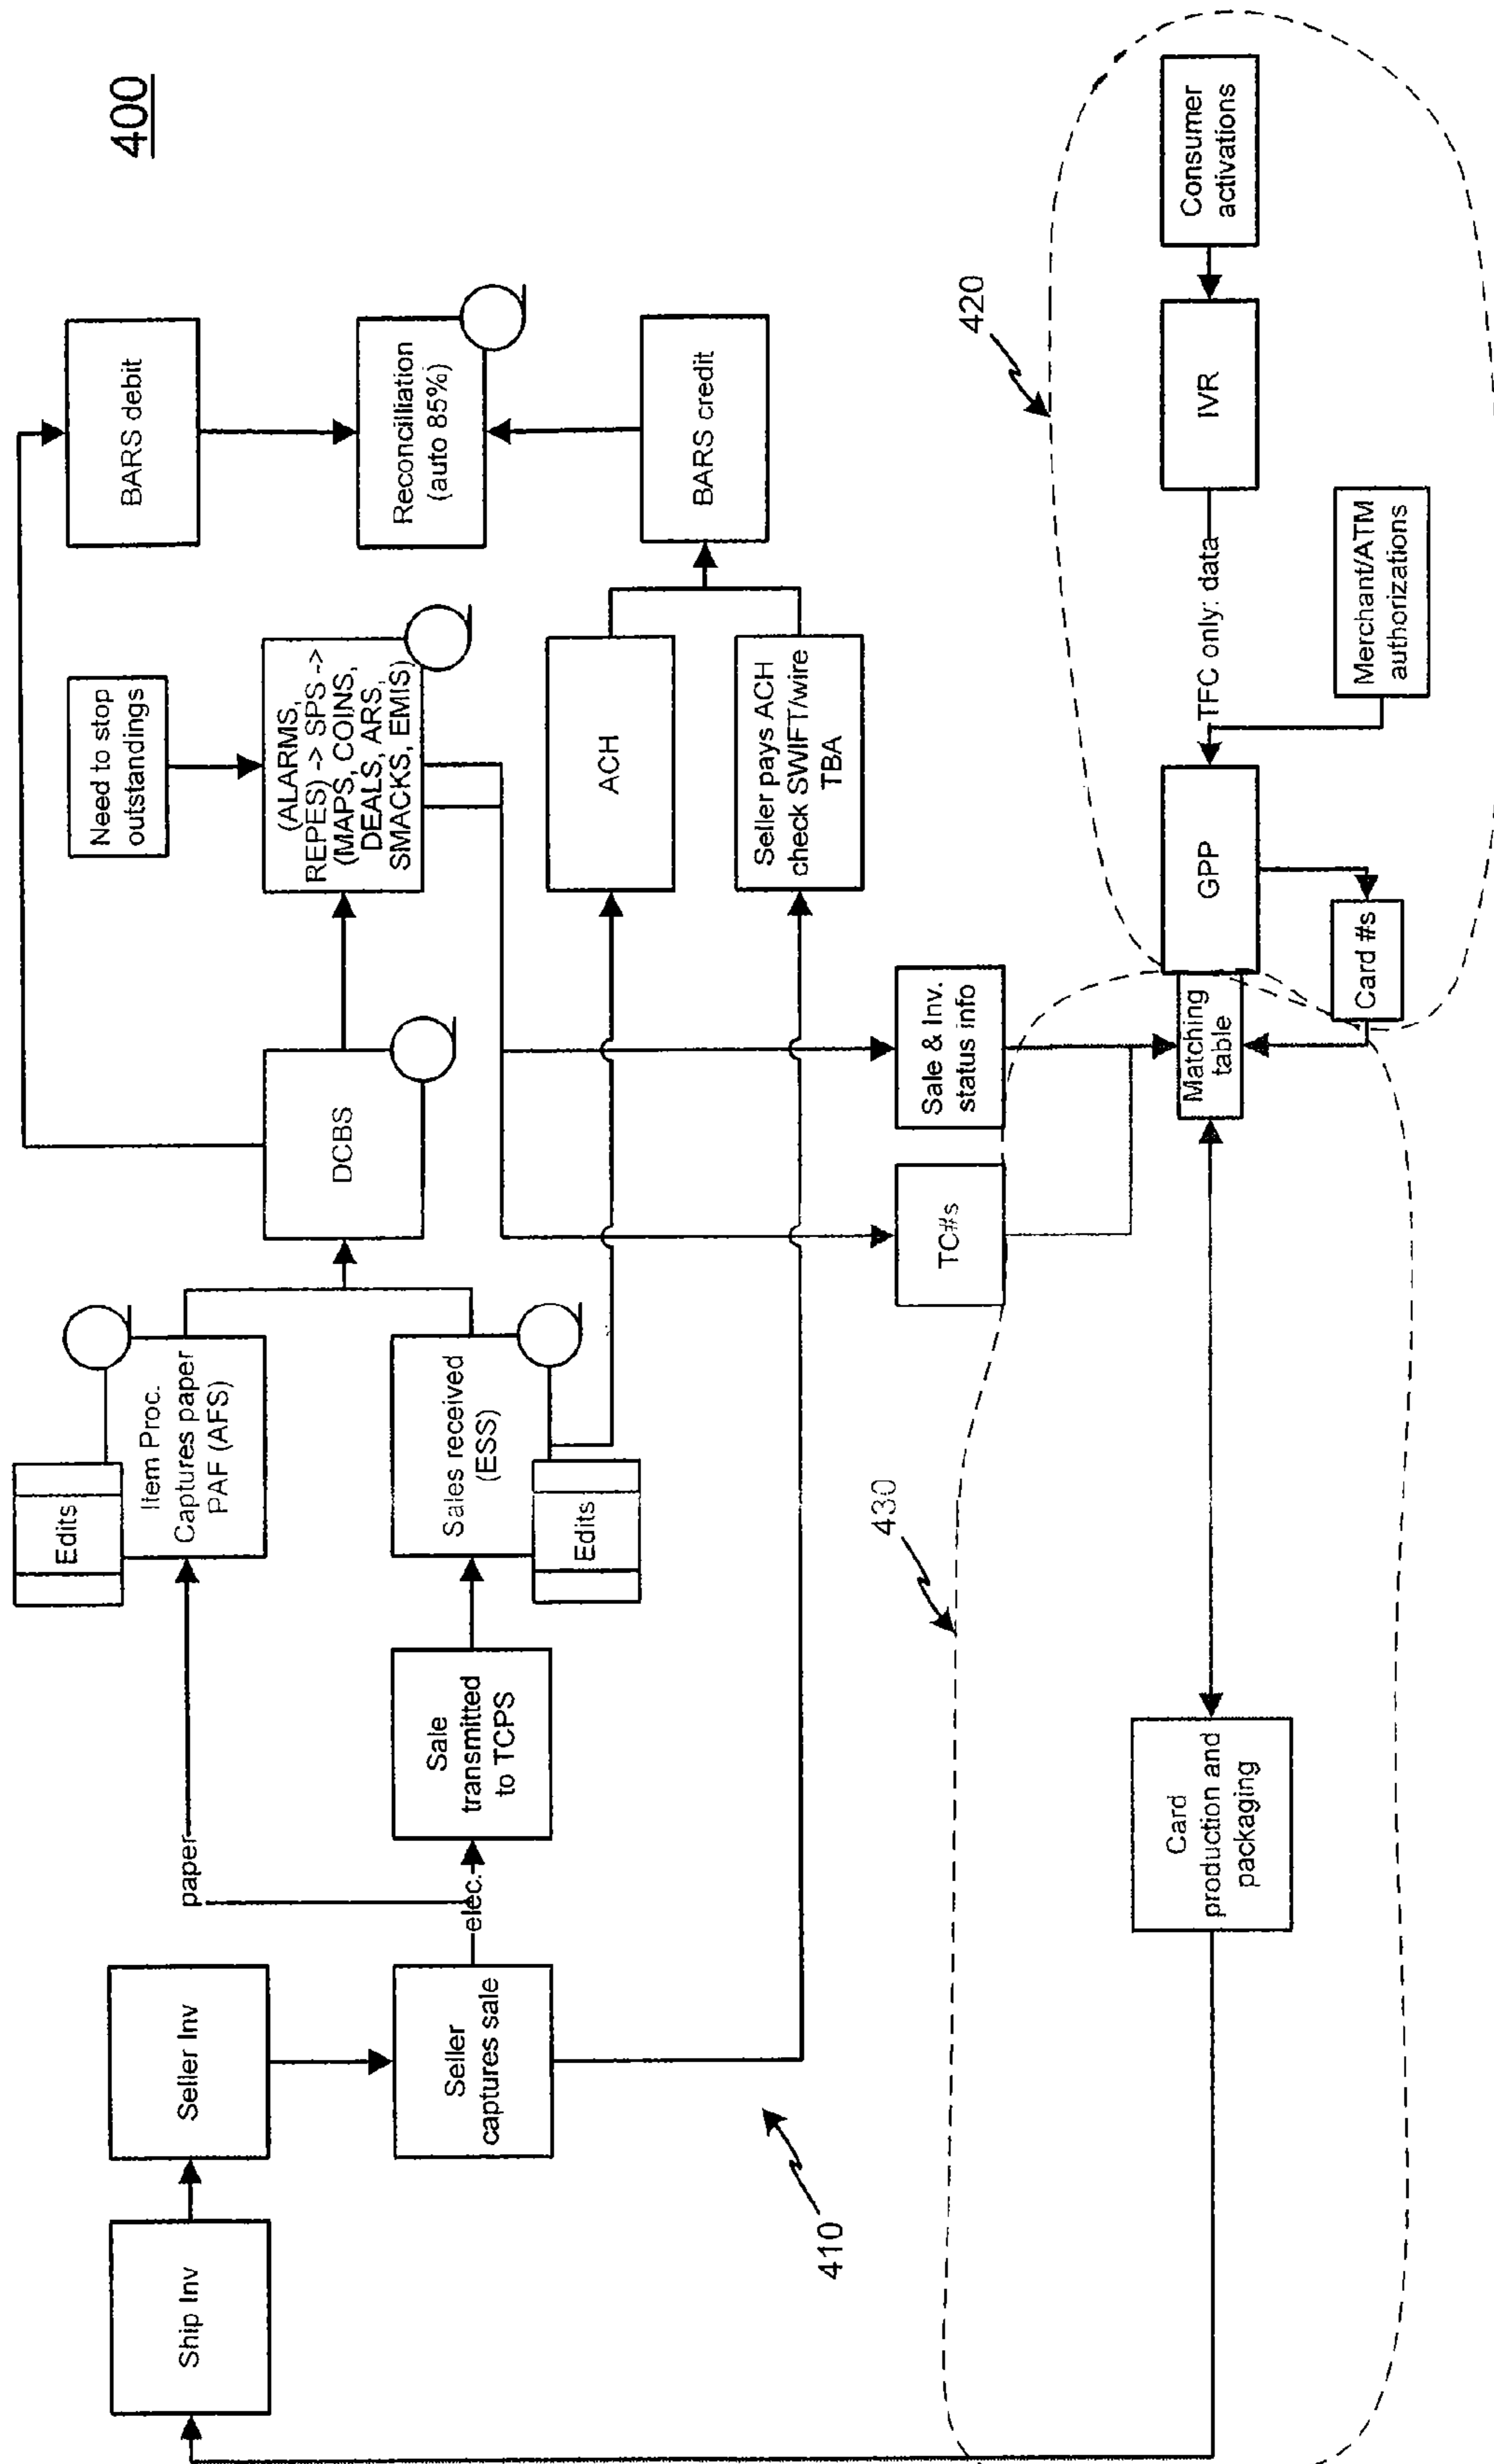 400
Ship Inv
Seller Inv
Seller
captures sale
paper
elec.
Sale
transmitted
to TCPS
Edits
Item Proc.
Captures paper
PAF (AFS)
Sales received
(ESS)
Edits
DCBS
Need to stop
outstandings
(ALARMS,
REPES) -> SPS ->
(MAPS, COINS,
DEALS, ARS,
SMACKS, EMIS)
ACH
Seller pays ACH
check SWIFT/wire
TBA
BARS debit
Reconcilliation
(auto 85%)
BARS credit
410
430
420
TC#s
Sale & Inv.
status info
Card
production and
packaging
Matching
table
GPP
Card #s
TFC only: data
IVR
Consumer
activations
Merchant/ATM
authorizations